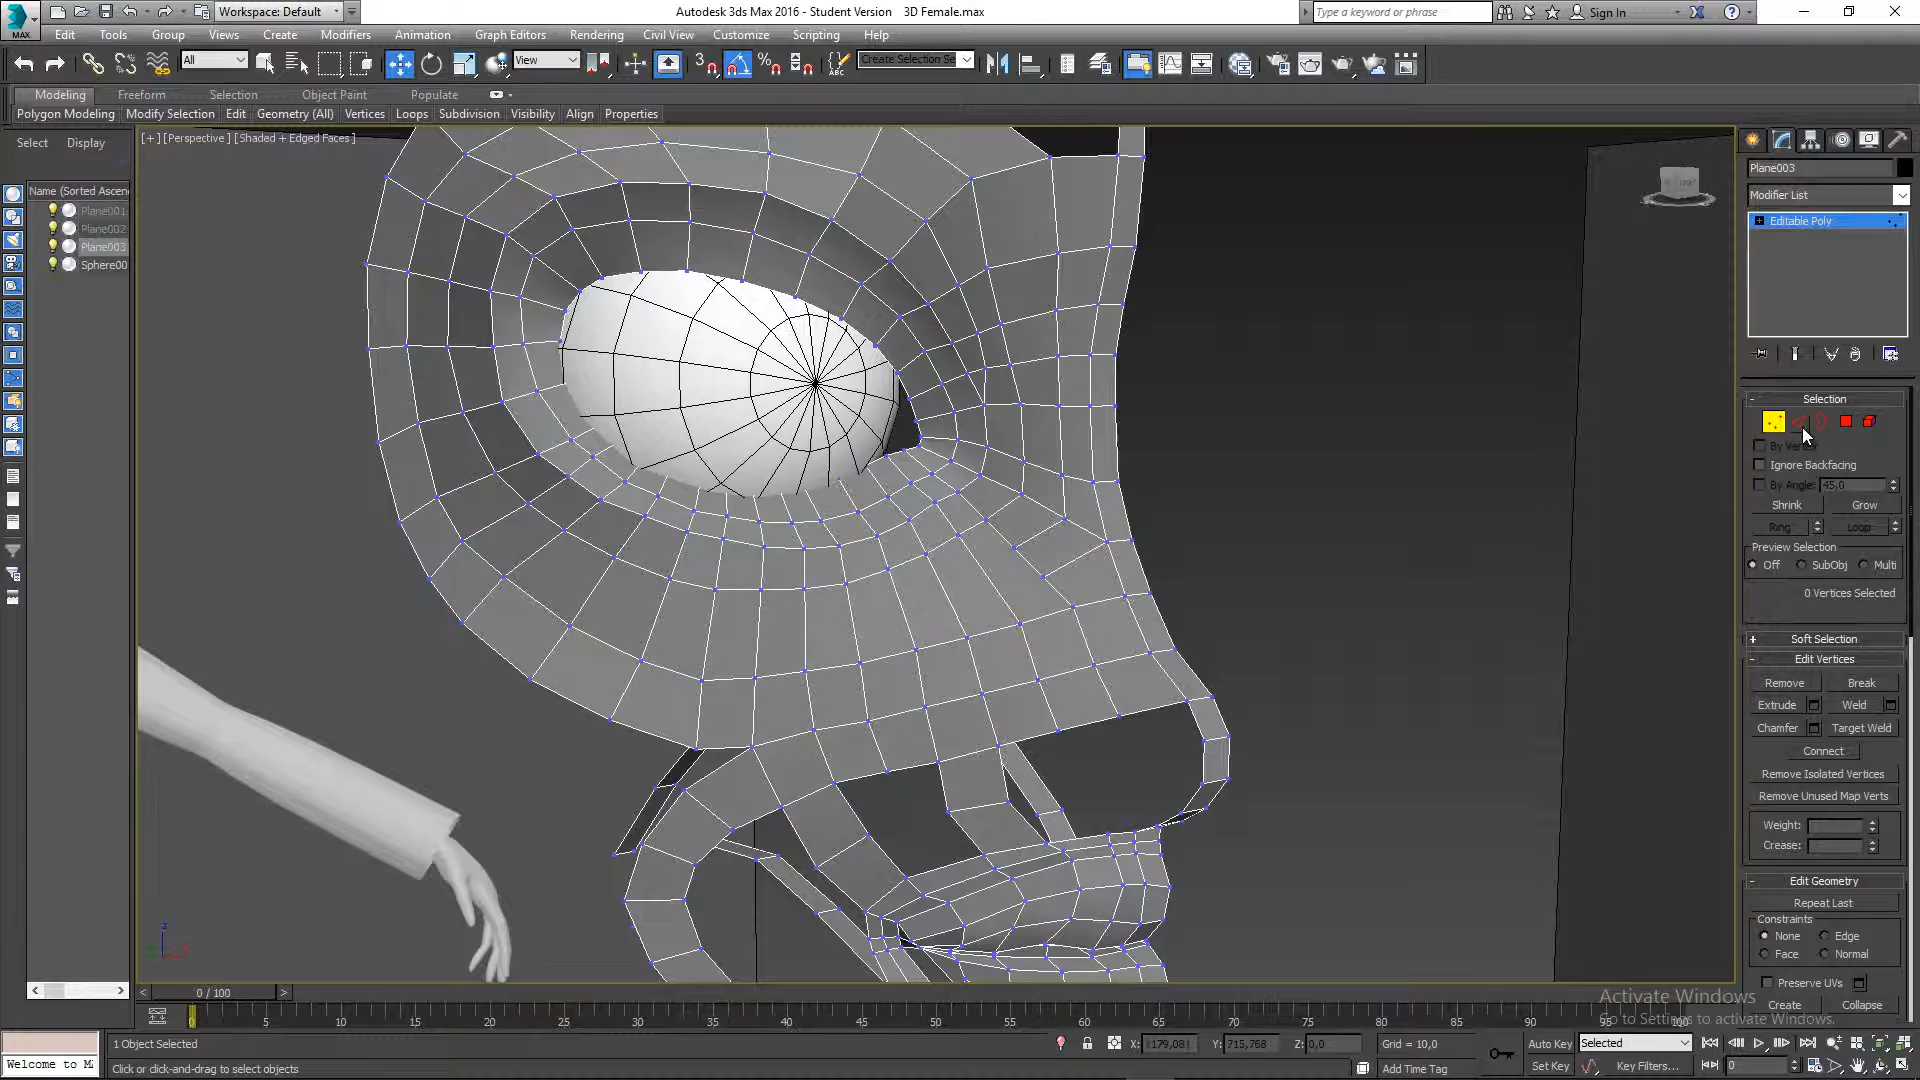 Workspace: Default
Autodesk 3ds Max 2016 - Student Version 3D Female.max
Type a keyword or phrase
Sign In
MAX
Edit Tools Group Views Create Modifiers Animation Graph Editors Rendering Civil View Customize Scripting Help
All
View
3
Create Selection Se
ABC
Modeling Freeform Selection Object Paint Populate
Polygon Modeling Modify Selection Edit Geometry (All) Vertices Loops Subdivision Visibility Align Properties
Select Display
[+] [Perspective] [Shaded + Edged Faces]
Name (Sorted Ascen
Plane001
Plane002
Plane003
Sphere00
FRONT
Plane003
Modifier List
Editable Poly
Selection
By Vertex
Ignore Backfacing
By Angle: 45,0
Shrink Grow
Ring Loop
Preview Selection
Off SubObj Multi
0 Vertices Selected
Soft Selection
Edit Vertices
Remove Break
Extrude Weld
Chamfer Target Weld
Connect
Remove Isolated Vertices
Remove Unused Map Verts
Weight:
Crease:
Edit Geometry
Repeat Last
Constraints
None Edge
Face Normal
Preserve UVs
Create Collapse
z
Activate Windows
Go to Settings to activate Windows.
0 / 100
0 5 10 15 20 25 30 35 40 45 50 55 60 65 70 75 80 85 90 95 100
1 Object Selected
X: 179,081 Y: 715,768 Z: 0,0
Grid = 10,0
Auto Key Selected
Welcome to M
Click or click-and-drag to select objects
Add Time Tag
Set Key Key Filters...
0